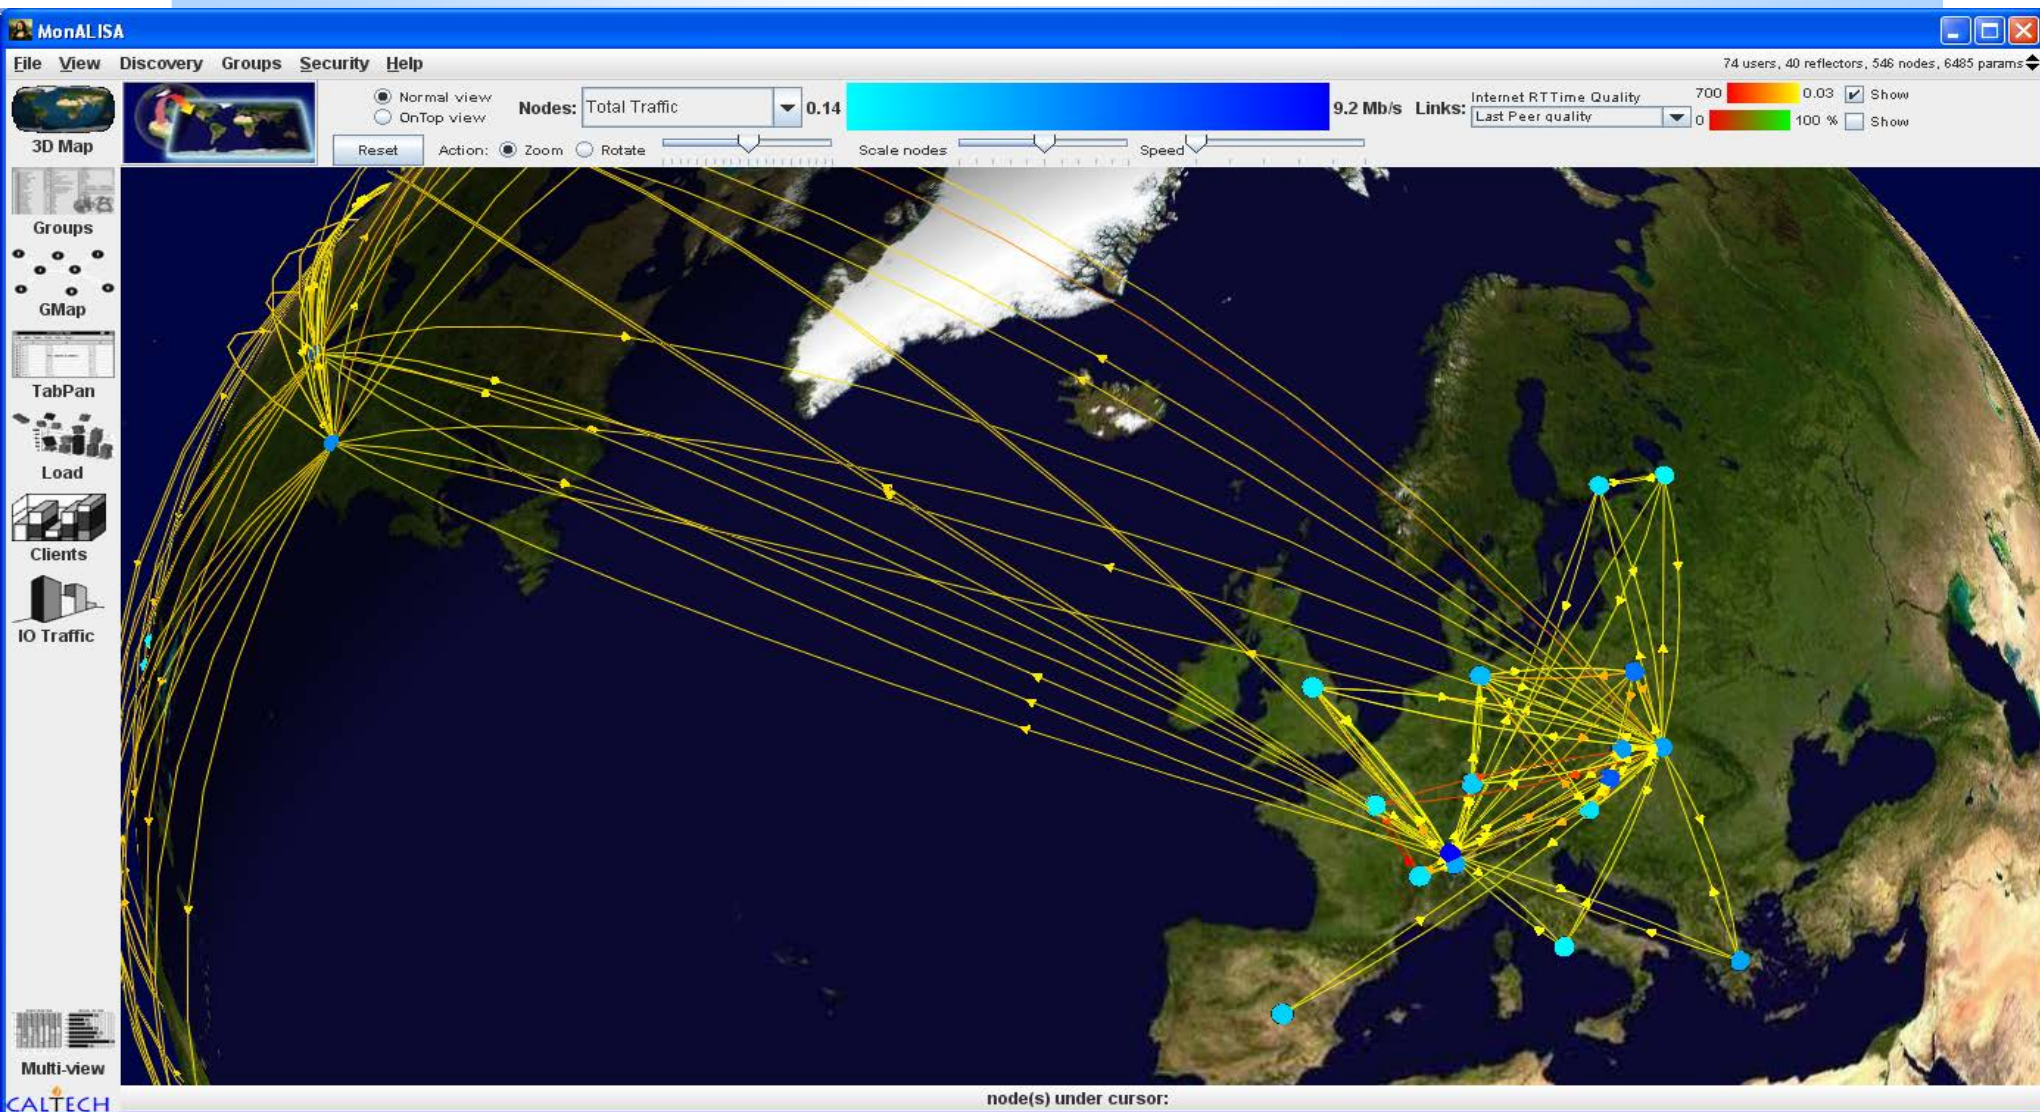 MonALISA
File View Discovery Groups Security Help
74 users, 40 reflectors, 546 nodes, 6485 params
Normal view
OnTop view
Nodes: Total Traffic 0.14 9.2 Mb/s Links: Internet RTTime Quality 700 0.03 Show
Last Peer quality 0 100 % Show
Reset Action: Zoom Rotate Scale nodes Speed
3D Map
Groups
GMap
TabPan
Load
Clients
IO Traffic
Multi-view
CALTECH
node(s) under cursor: